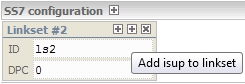 SS7 configuration
Linkset #2
ID ls2
DPC 0
Add isup to linkset